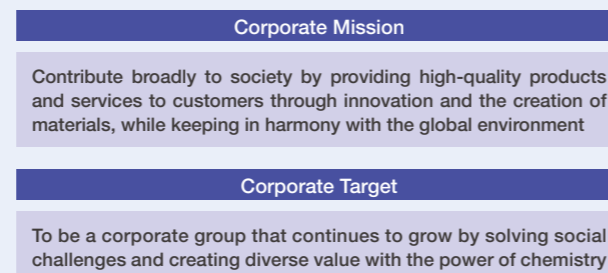 Corporate Mission
Contribute broadly to society by providing high-quality products
and services to customers through innovation and the creation of
materials, while keeping in harmony with the global environment
Corporate Target
To be a corporate group that continues to grow by solving social
challenges and creating diverse value with the power of chemistry